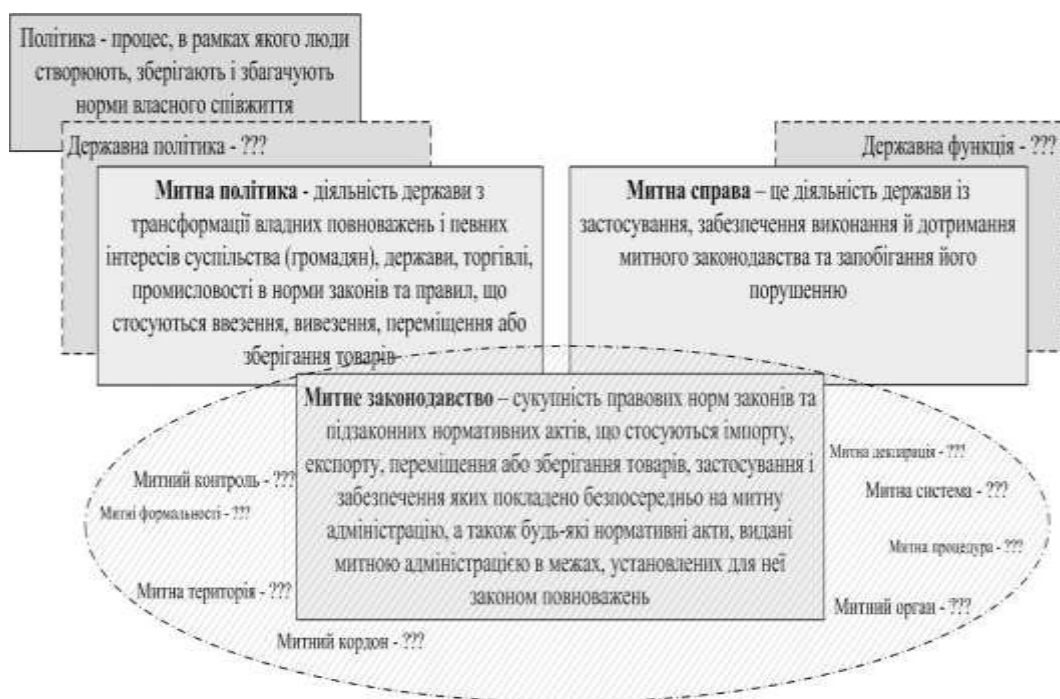 Політика - процес, в рамках якого люди
створюють, зберігають і збагачують
норми власного співжиття
Державна політика - ???
Державна функція - ???
Митна політика - діяльність держави з
трансформації владних повноважень і певних
інтересів суспільства (громадян), держави, торгівлі,
промисловості в норми законів та правил, що
стосуються ввезення, вивезення, переміщення або
зберігання товарів
Митна справа – це діяльність держави із
застосування, забезпечення виконання й дотримання
митного законодавства та запобігання його
порушенню
Митне законодавство – сукупність правових норм законів та
підзаконних нормативних актів, що стосуються імпорту,
експорту, переміщення або зберігання товарів, застосування і
забезпечення яких покладено безпосередньо на митну
адміністрацію, а також будь-які нормативні акти, видані
митною адміністрацією в межах, установлених для неї
законом повноважень
Митний контроль - ???
Митні формальності - ???
Митна територія - ???
Митний кордон - ???
Митна декларація - ???
Митна система - ???
Митна процедура - ???
Митний орган - ???